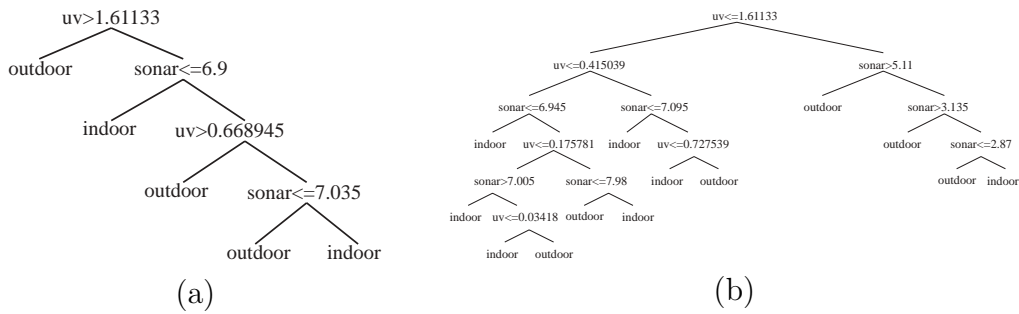 uv>1.61133
outdoor sonar<=6.9
indoor uv>0.668945
outdoor sonar<=7.035
outdoor indoor
(a)
uv<=1.61133
uv<=0.415039 sonar>5.11
sonar<=6.945 sonar<=7.095 outdoor sonar>3.135
indoor uv<=0.175781 indoor uv<=0.727539 outdoor sonar<=2.87
sonar>7.005 sonar<=7.98 indoor outdoor outdoor indoor
indoor uv<=0.03418 outdoor indoor
indoor outdoor
(b)